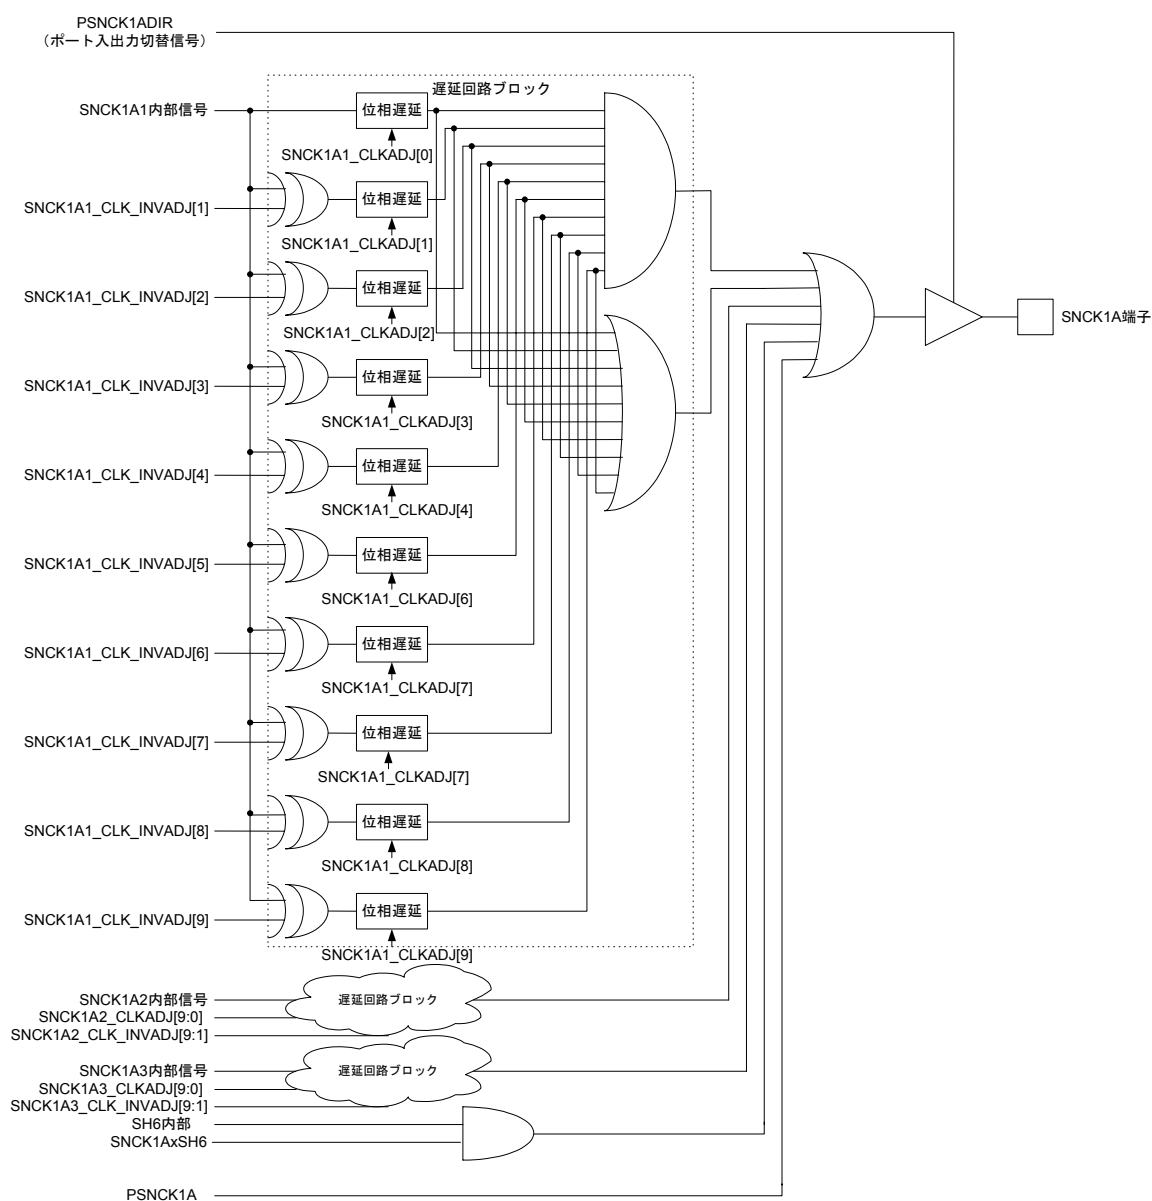 PSNCK1ADIR
（ポート入出力切替信号）
遅延回路ブロック
SNCK1A1内部信号
位相遅延
SNCK1A1_CLKADJ[0]
SNCK1A1_CLK_INVADJ[1]
位相遅延
SNCK1A1_CLKADJ[1]
SNCK1A1_CLK_INVADJ[2]
位相遅延
SNCK1A1_CLKADJ[2]
SNCK1A端子
SNCK1A1_CLK_INVADJ[3]
位相遅延
SNCK1A1_CLKADJ[3]
SNCK1A1_CLK_INVADJ[4]
位相遅延
SNCK1A1_CLKADJ[4]
SNCK1A1_CLK_INVADJ[5]
位相遅延
SNCK1A1_CLKADJ[6]
SNCK1A1_CLK_INVADJ[6]
位相遅延
SNCK1A1_CLKADJ[7]
SNCK1A1_CLK_INVADJ[7]
位相遅延
SNCK1A1_CLKADJ[7]
SNCK1A1_CLK_INVADJ[8]
位相遅延
SNCK1A1_CLKADJ[8]
SNCK1A1_CLK_INVADJ[9]
位相遅延
SNCK1A1_CLKADJ[9]
SNCK1A2内部信号
遅延回路ブロック
SNCK1A2_CLKADJ[9:0]
SNCK1A2_CLK_INVADJ[9:1]
SNCK1A3内部信号
遅延回路ブロック
SNCK1A3_CLKADJ[9:0]
SNCK1A3_CLK_INVADJ[9:1]
SH6内部
SNCK1AxSH6
PSNCK1A